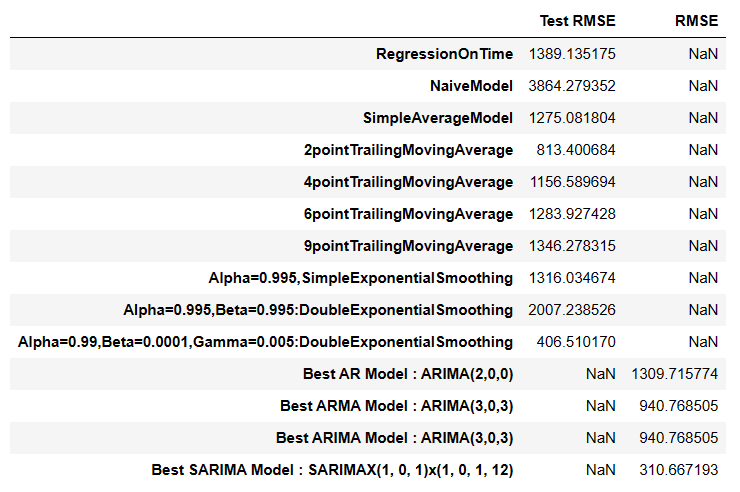 Test RMSE RMSE
RegressionOnTime 1389.135175 NaN
NaiveModel 3864.279352 NaN
SimpleAverageModel 1275.081804 NaN
2pointTrailingMovingAverage 813.400684 NaN
4pointTrailingMovingAverage 1156.589694 NaN
6pointTrailingMovingAverage 1283.927428 NaN
9pointTrailingMovingAverage 1346.278315 NaN
Alpha=0.995,SimpleExponentialSmoothing 1316.034674 NaN
Alpha=0.995,Beta=0.995:DoubleExponentialSmoothing 2007.238526 NaN
Alpha=0.99,Beta=0.0001,Gamma=0.005:DoubleExponentialSmoothing 406.510170 NaN
Best AR Model : ARIMA(2,0,0) NaN 1309.715774
Best ARMA Model : ARIMA(3,0,3) NaN 940.768505
Best ARIMA Model : ARIMA(3,0,3) NaN 940.768505
Best SARIMA Model : SARIMAX(1, 0, 1)x(1, 0, 1, 12) NaN 310.667193